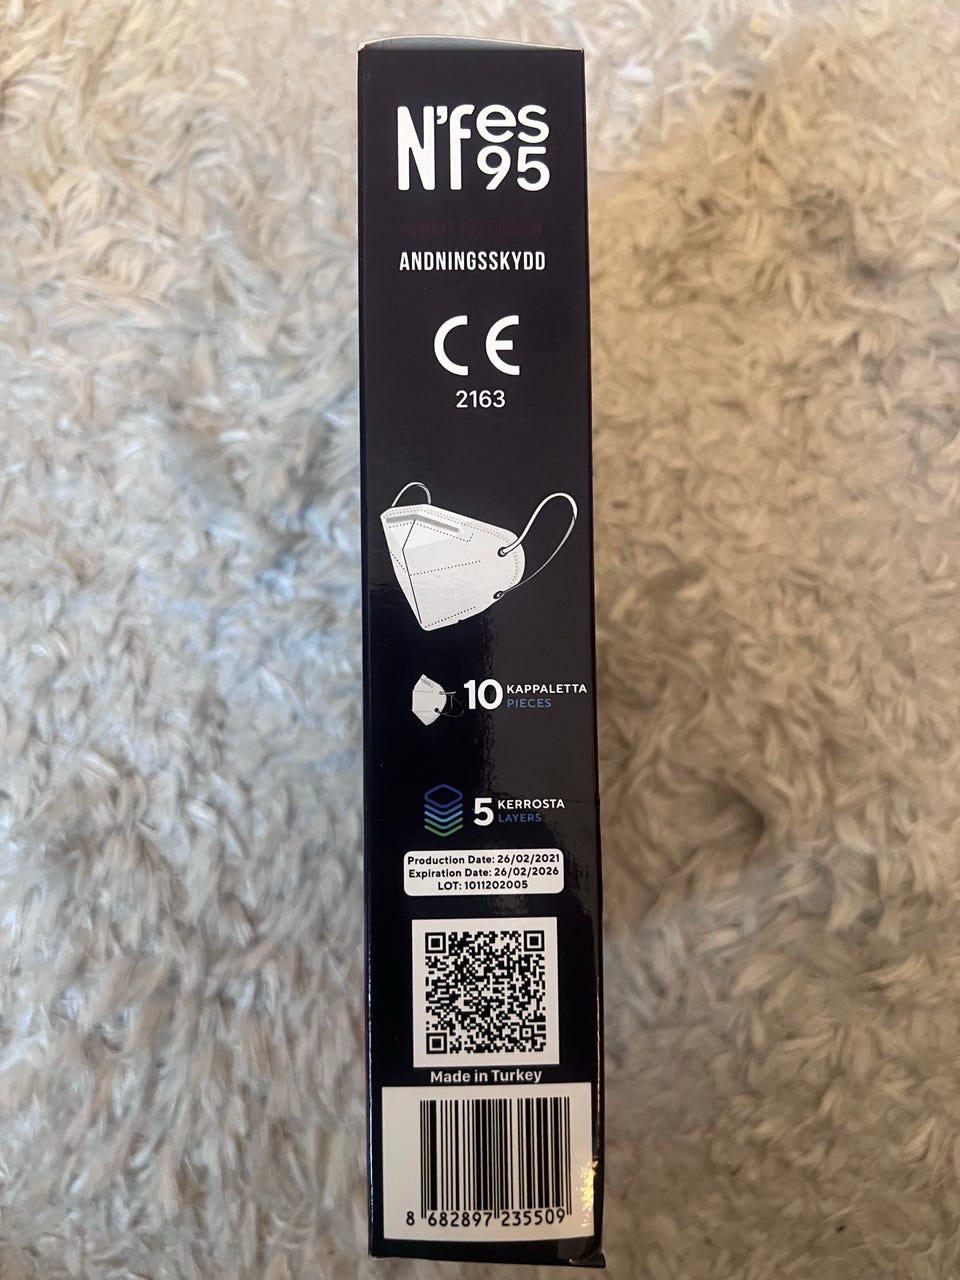 N'fes
95
ANDNINGSSKYDD
CE
2163
10 KAPPALETTA
PIECES
5 KERROSTA
LAYERS
Production Date: 26/02/2021
Expiration Date: 26/02/2026
LOT: 1011202005
Made in Turkey
8 682897 235509